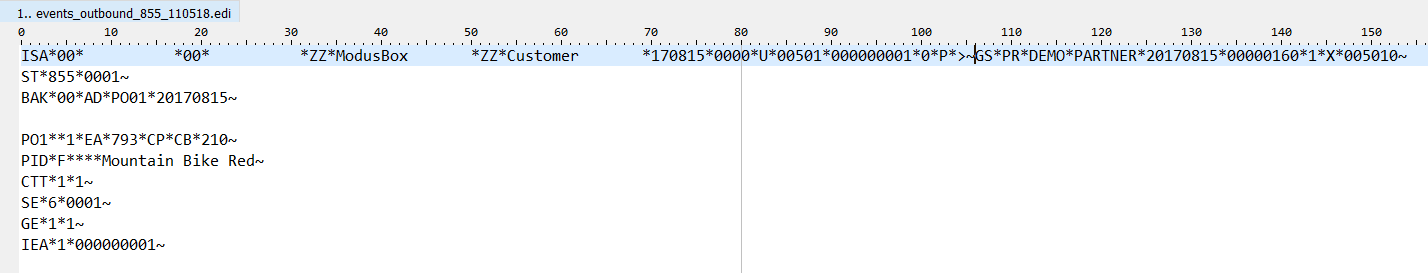 1.. events_outbound_855_110518.edi
0 10 20 30 40 50 60 70 80 90 100 110 120 130 140 150
ISA*00*          *00*          *ZZ*ModusBox       *ZZ*Customer       *170815*0000*U*00501*000000001*0*P*>~GS*PR*DEMO*PARTNER*20170815*00000160*1*X*005010~
ST*855*0001~
BAK*00*AD*PO01*20170815~
PO1**1*EA*793*CP*CB*210~
PID*F****Mountain Bike Red~
CTT*1*1~
SE*6*0001~
GE*1*1~
IEA*1*000000001~